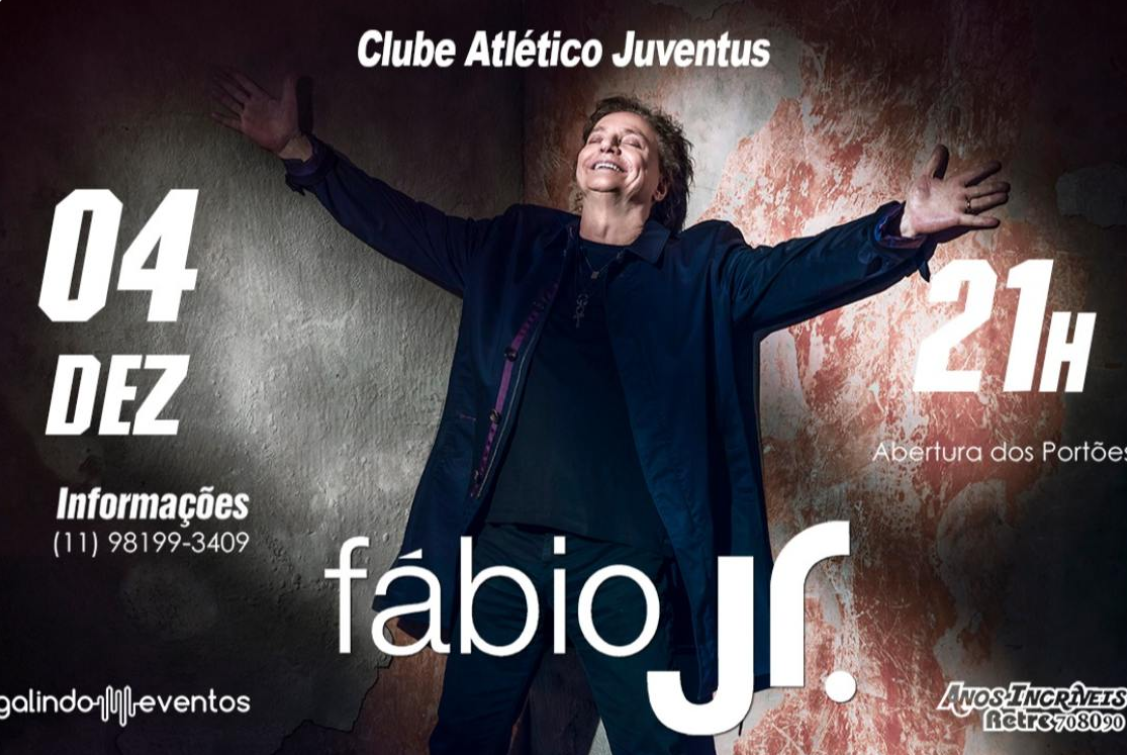 Clube Atlético Juventus
04
DEZ
21H
Abertura dos Portões
Informações
(11) 98199-3409
fábio Jr.
galindo eventos
Anos Incríveis
Retrô 708090